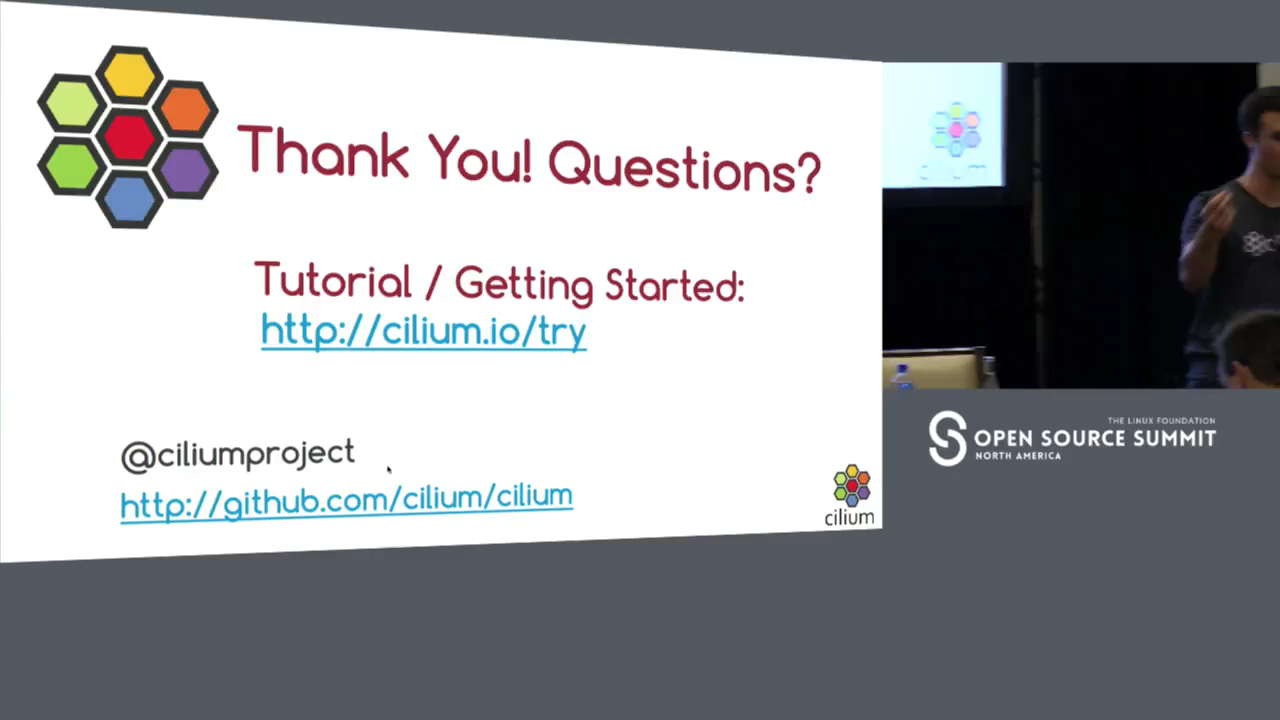 Thank You! Questions?
Tutorial / Getting Started:
http://cilium.io/try
@ciliumproject
http://github.com/cilium/cilium
cilium
THE LINUX FOUNDATION
OPEN SOURCE SUMMIT
NORTH AMERICA